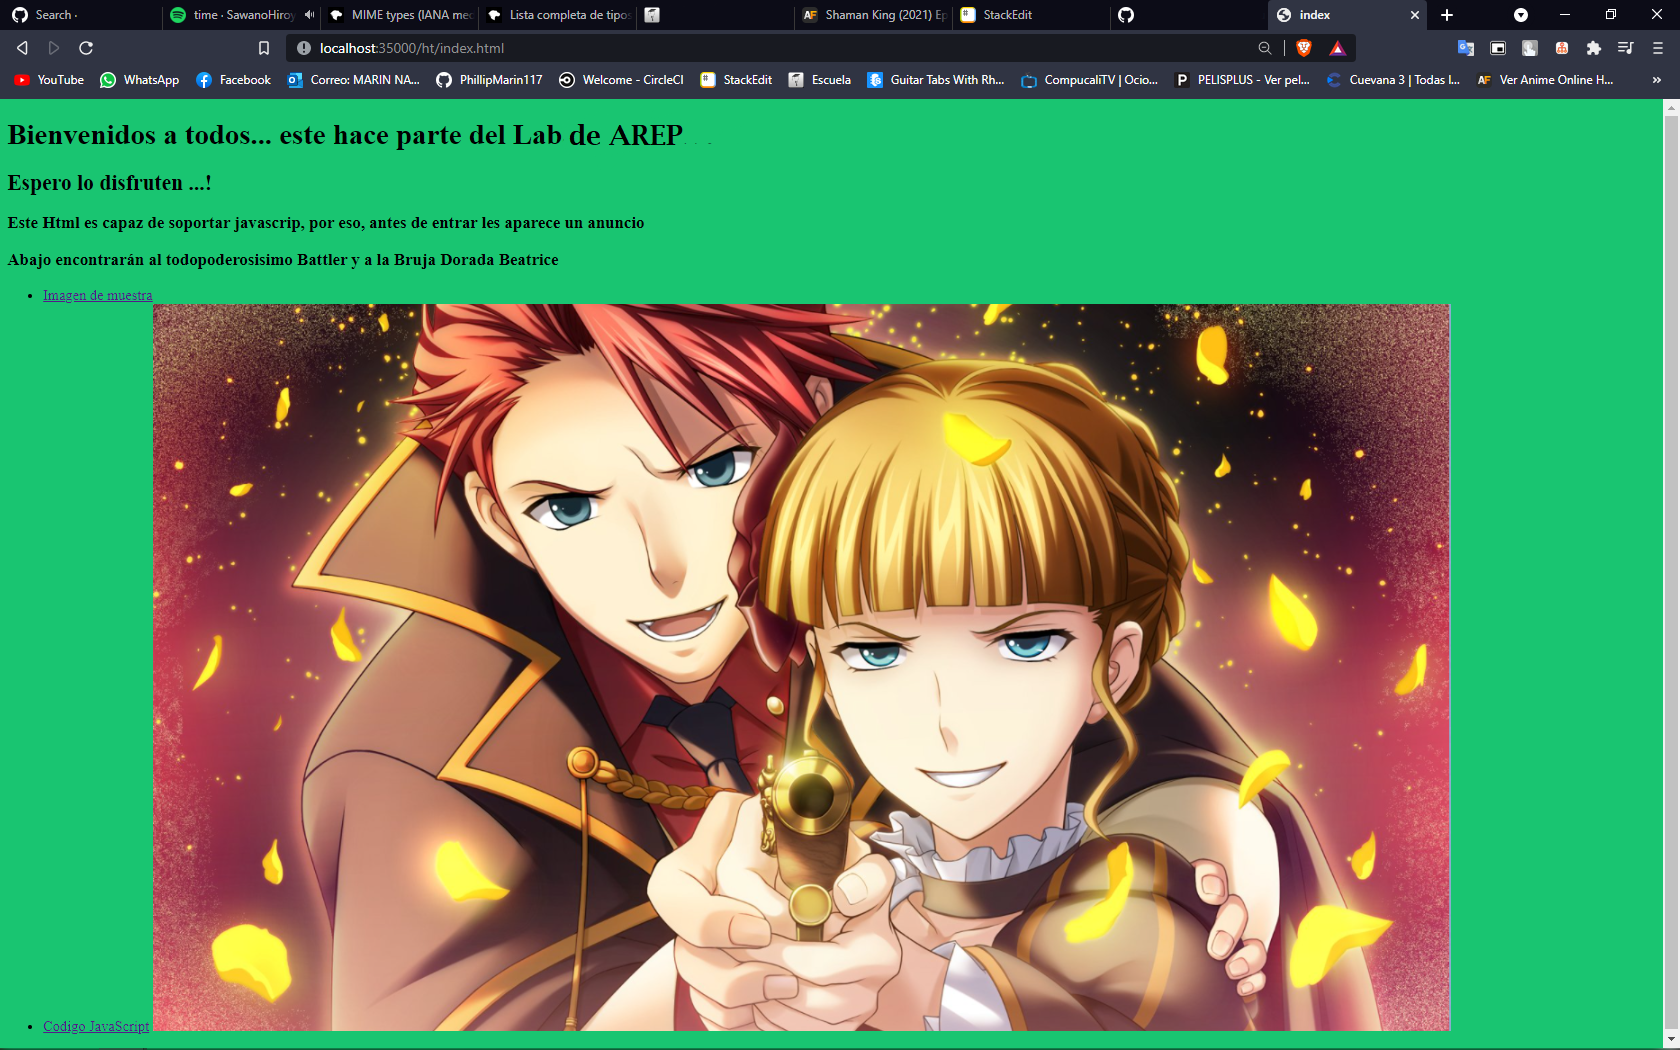 Search ·
time · SawanoHiroy
MIME types (IANA med
Lista completa de tipos
Shaman King (2021) Ep
StackEdit
index
localhost:35000/ht/index.html
YouTube
WhatsApp
Facebook
Correo: MARIN NA...
PhillipMarin117
Welcome - CircleCI
StackEdit
Escuela
Guitar Tabs With Rh...
CompucaliTV | Ocio...
PELISPLUS - Ver pel...
Cuevana 3 | Todas l...
Ver Anime Online H...
»
Bienvenidos a todos... este hace parte del Lab de AREP...
Espero lo disfruten ...!
Este Html es capaz de soportar javascrip, por eso, antes de entrar les aparece un anuncio
Abajo encontrarán al todopoderosisimo Battler y a la Bruja Dorada Beatrice
Imagen de muestra
Codigo JavaScript